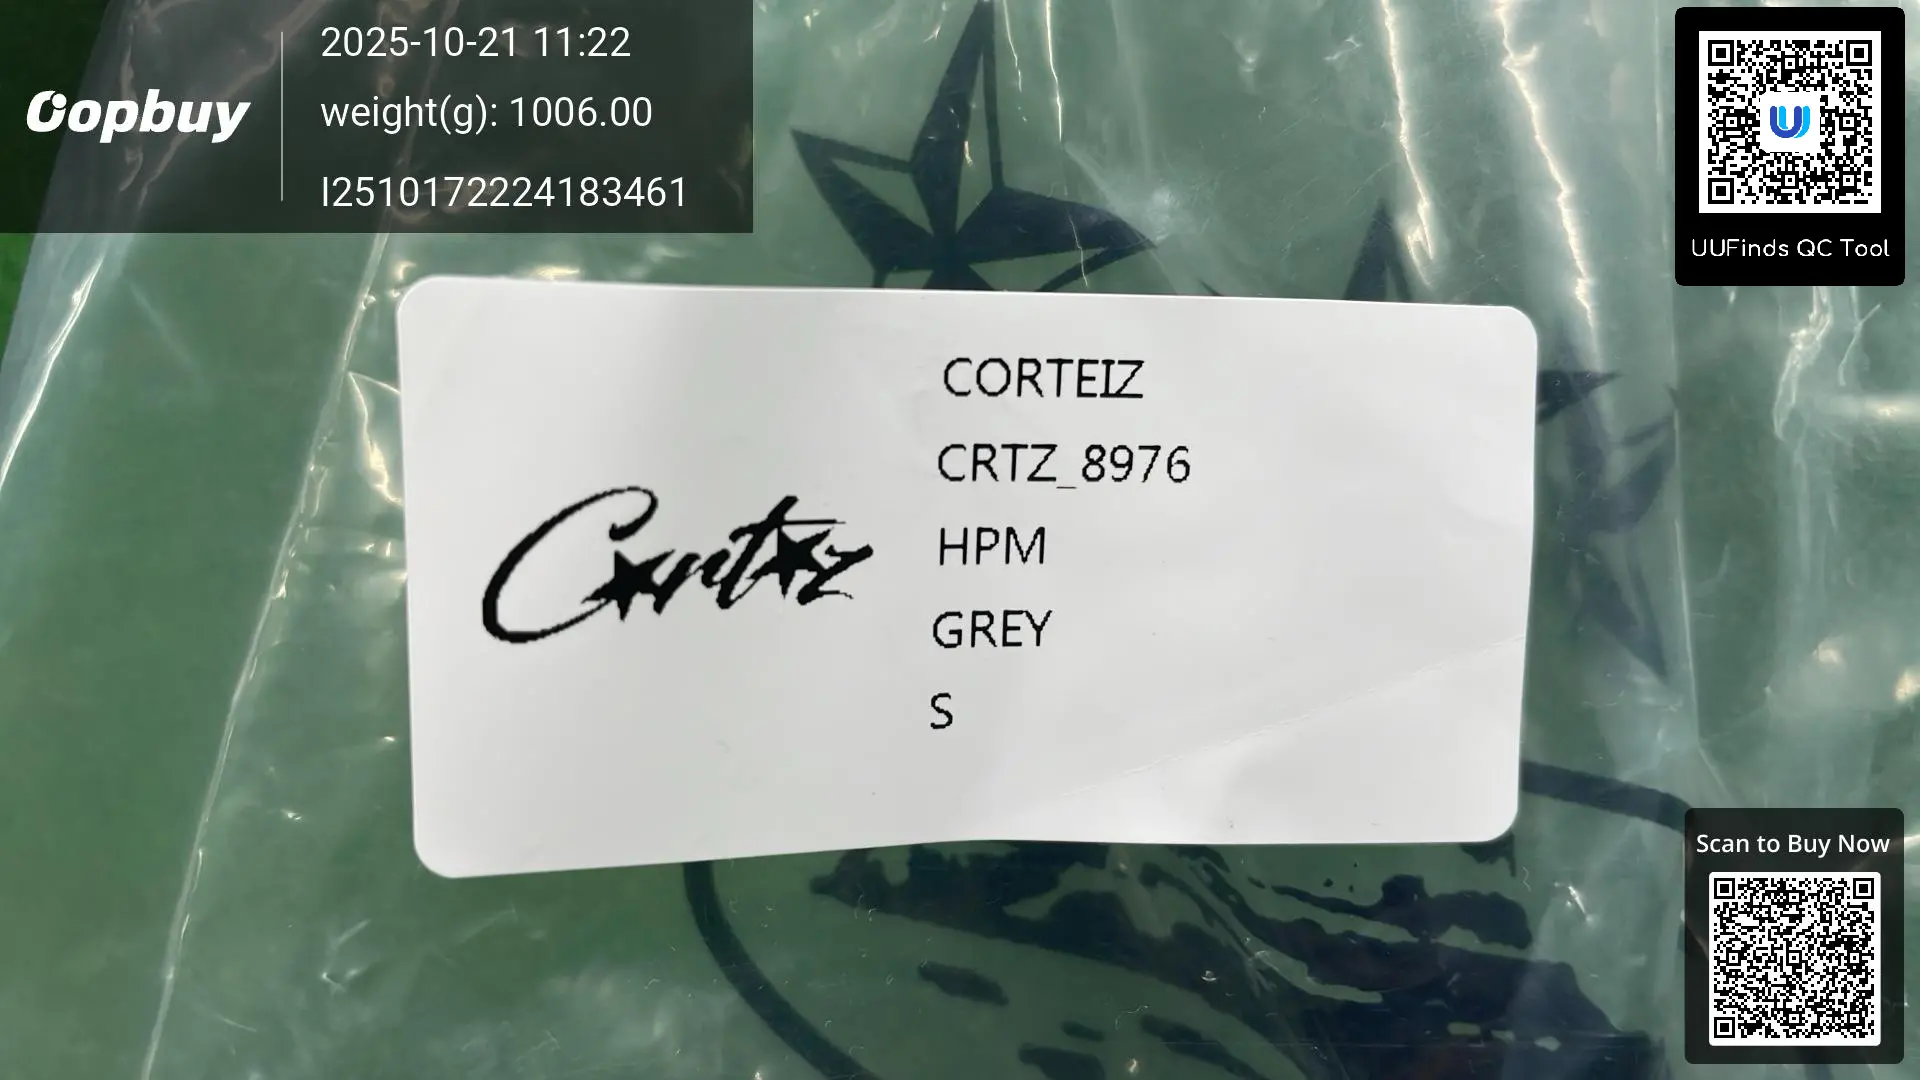 Oopbuy
2025-10-21 11:22
weight(g): 1006.00
I2510172224183461
UUFinds QC Tool
CORTEIZ
CRTZ_8976
HPM
GREY
S
Corteiz
Scan to Buy Now